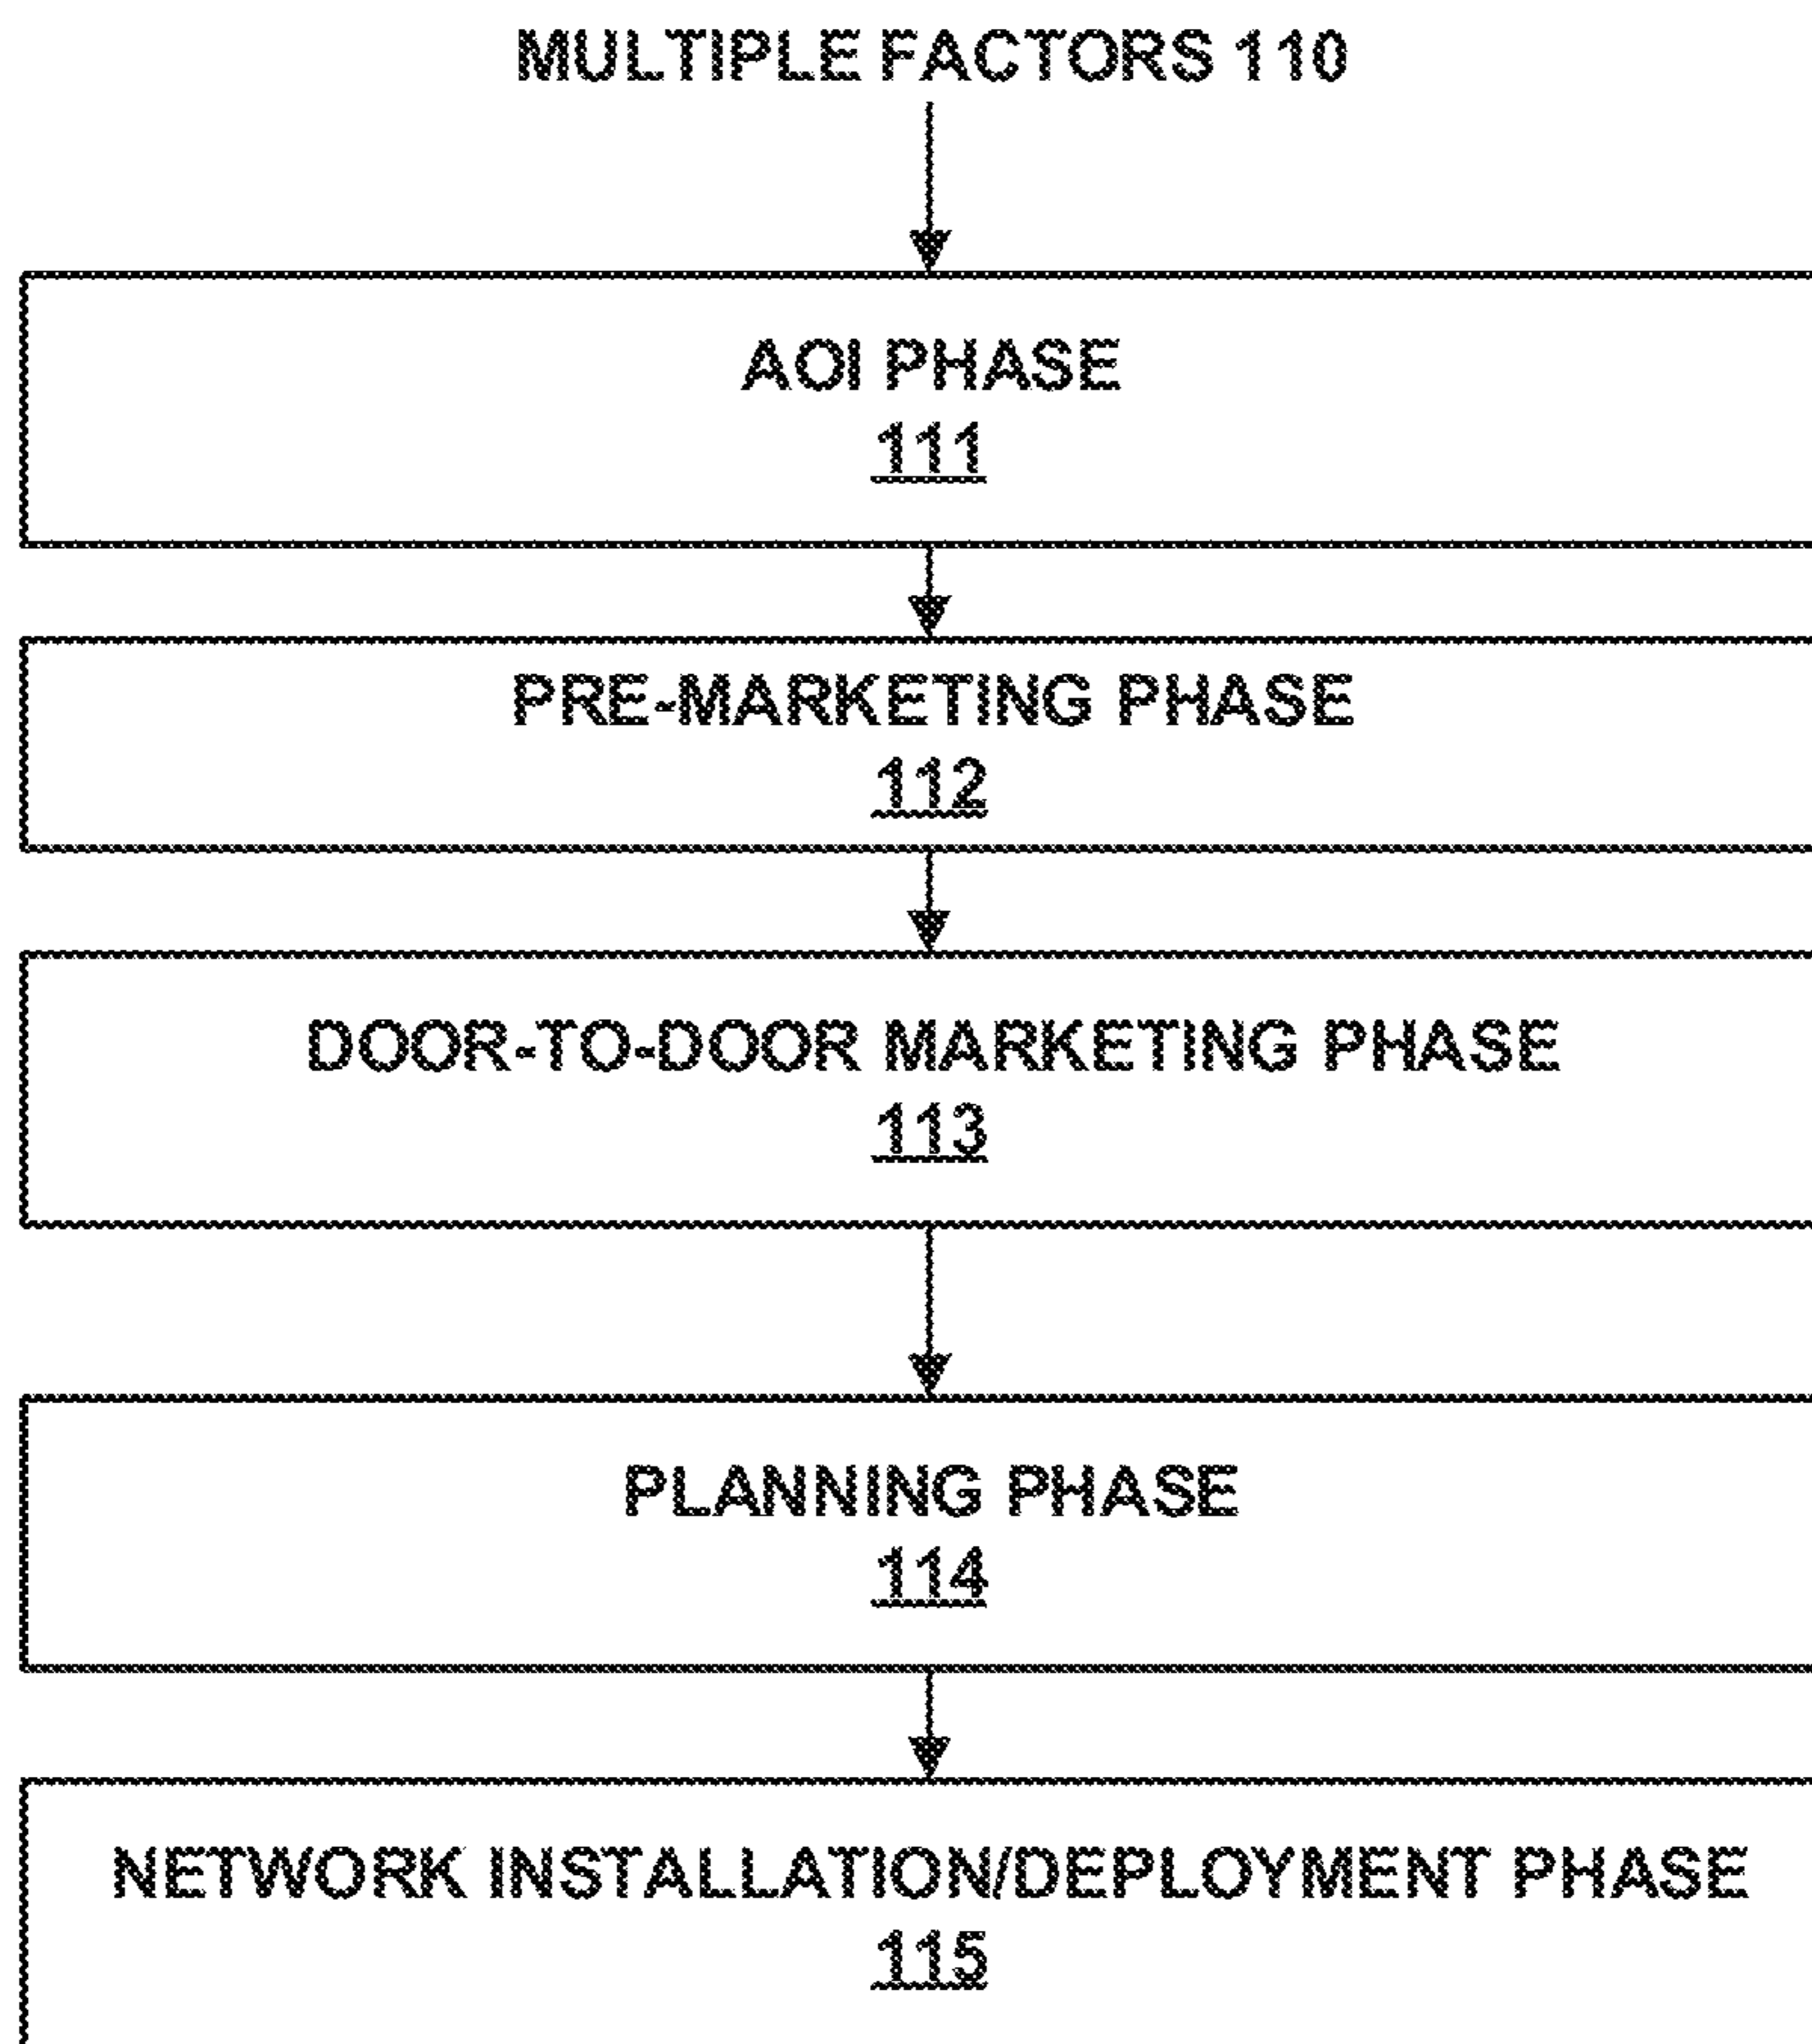 MULTIPLE FACTORS 110
AOI PHASE
111
PRE-MARKETING PHASE
112
DOOR-TO-DOOR MARKETING PHASE
113
PLANNING PHASE
114
NETWORK INSTALLATION/DEPLOYMENT PHASE
115